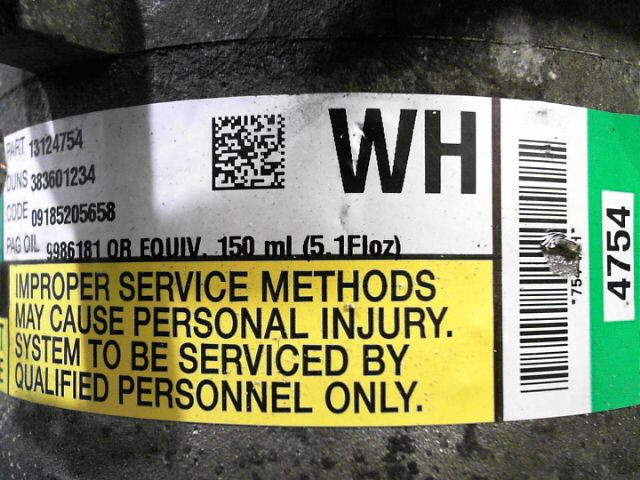 PART 13124754
DUNS 383601234
CODE 09185205658
PAG OIL 9986181 OR EQUIV. 150 ml (5.1Floz)
WH
IMPROPER SERVICE METHODS
MAY CAUSE PERSONAL INJURY.
SYSTEM TO BE SERVICED BY
QUALIFIED PERSONNEL ONLY.
4754